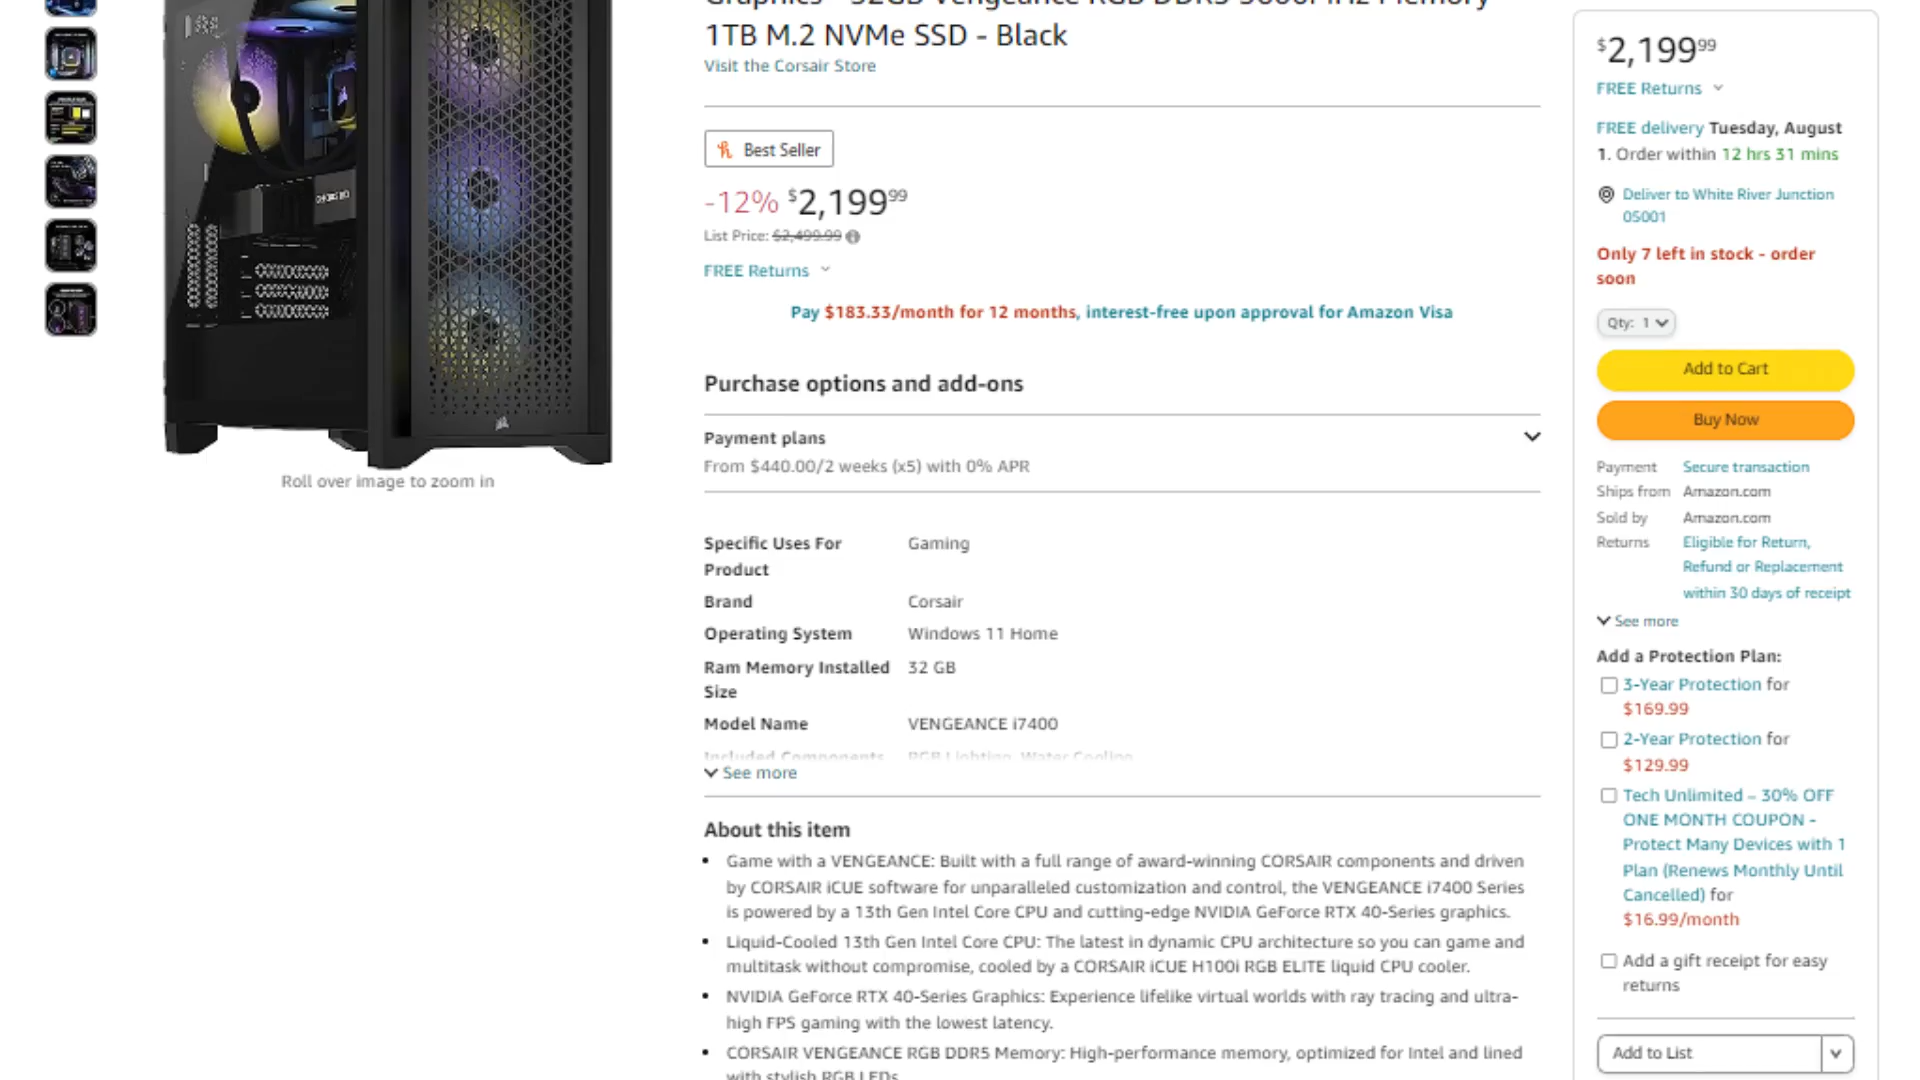 1TB M.2 NVMe SSD - Black
Visit the Corsair Store
Best Seller
-12% $2,199.99
List Price: $2,499.99
FREE Returns
Pay $183.33/month for 12 months, interest-free upon approval for Amazon Visa
Purchase options and add-ons
Payment plans
From $440.00/2 weeks (x5) with 0% APR
Specific Uses For Product Gaming
Brand Corsair
Operating System Windows 11 Home
Ram Memory Installed Size 32 GB
Model Name VENGEANCE i7400
Included Components RGB Lighting, Water Cooling
See more
About this item
Game with a VENGEANCE: Built with a full range of award-winning CORSAIR components and driven
by CORSAIR iCUE software for unparalleled customization and control, the VENGEANCE i7400 Series
is powered by a 13th Gen Intel Core CPU and cutting-edge NVIDIA GeForce RTX 40-Series graphics.
Liquid-Cooled 13th Gen Intel Core CPU: The latest in dynamic CPU architecture so you can game and
multitask without compromise, cooled by a CORSAIR iCUE H100i RGB ELITE liquid CPU cooler.
NVIDIA GeForce RTX 40-Series Graphics: Experience lifelike virtual worlds with ray tracing and ultra-
high FPS gaming with the lowest latency.
CORSAIR VENGEANCE RGB DDR5 Memory: High-performance memory, optimized for Intel and lined
with stylish RGB LEDs
Roll over image to zoom in
$2,199.99
FREE Returns
FREE delivery Tuesday, August
1. Order within 12 hrs 31 mins
Deliver to White River Junction
05001
Only 7 left in stock - order
soon
Qty: 1
Add to Cart
Buy Now
Payment Secure transaction
Ships from Amazon.com
Sold by Amazon.com
Returns Eligible for Return,
Refund or Replacement
within 30 days of receipt
See more
Add a Protection Plan:
3-Year Protection for
$169.99
2-Year Protection for
$129.99
Tech Unlimited – 30% OFF
ONE MONTH COUPON -
Protect Many Devices with 1
Plan (Renews Monthly Until
Cancelled) for
$16.99/month
Add a gift receipt for easy
returns
Add to List